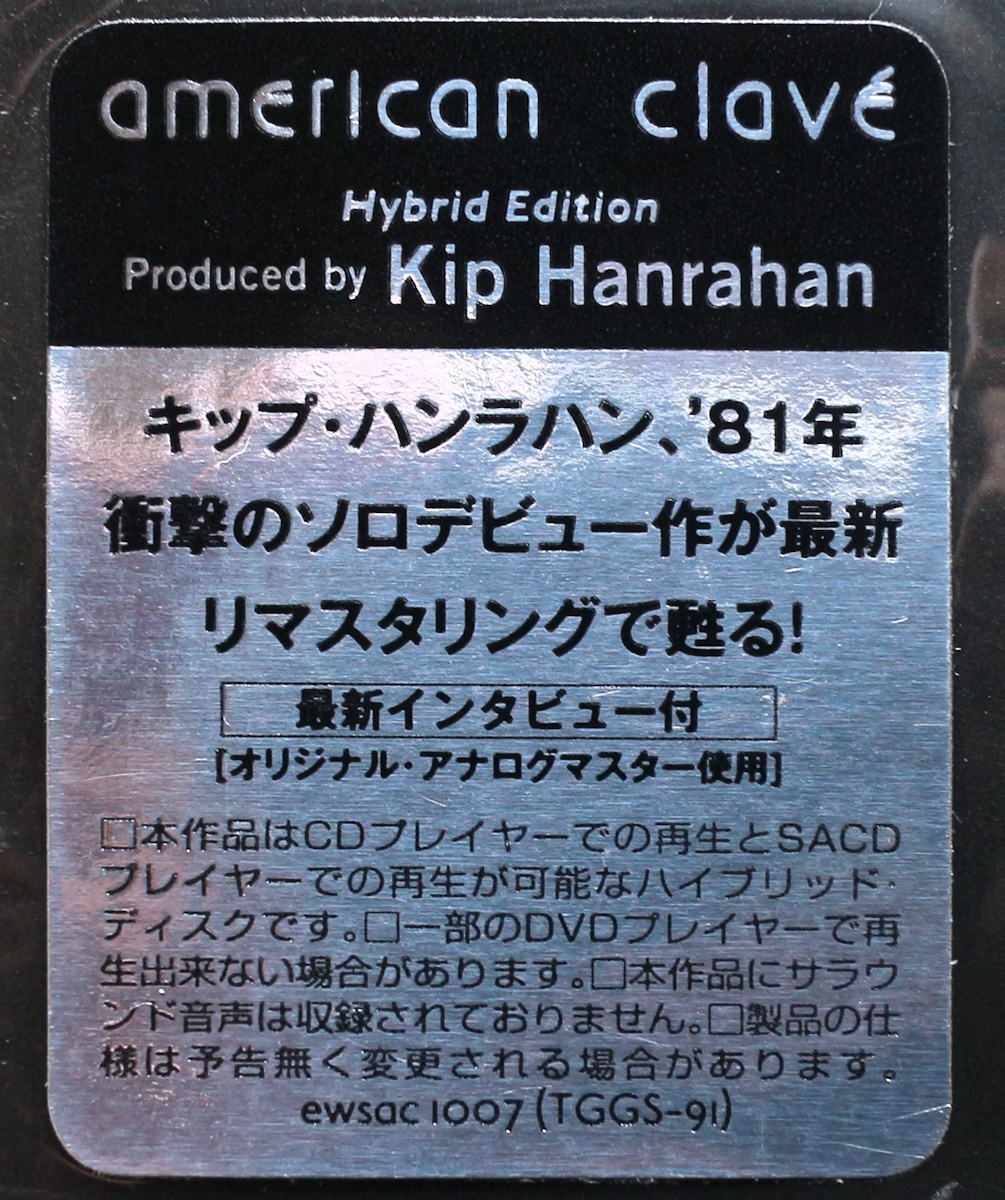 american clavé
Hybrid Edition
Produced by Kip Hanrahan
キップ・ハンラハン、'81年
衝撃のソロデビュー作が最新
リマスタリングで甦る!
最新インタビュー付
[オリジナル・アナログマスター使用]
□本作品はCDプレイヤーでの再生とSACD
プレイヤーでの再生が可能なハイブリッド・
ディスクです。□一部のDVDプレイヤーで再
生出来ない場合があります。□本作品にサラウ
ンド音声は収録されておりません。□製品の仕
様は予告無く変更される場合があります。
ewsac 1007 (TGGS-91)